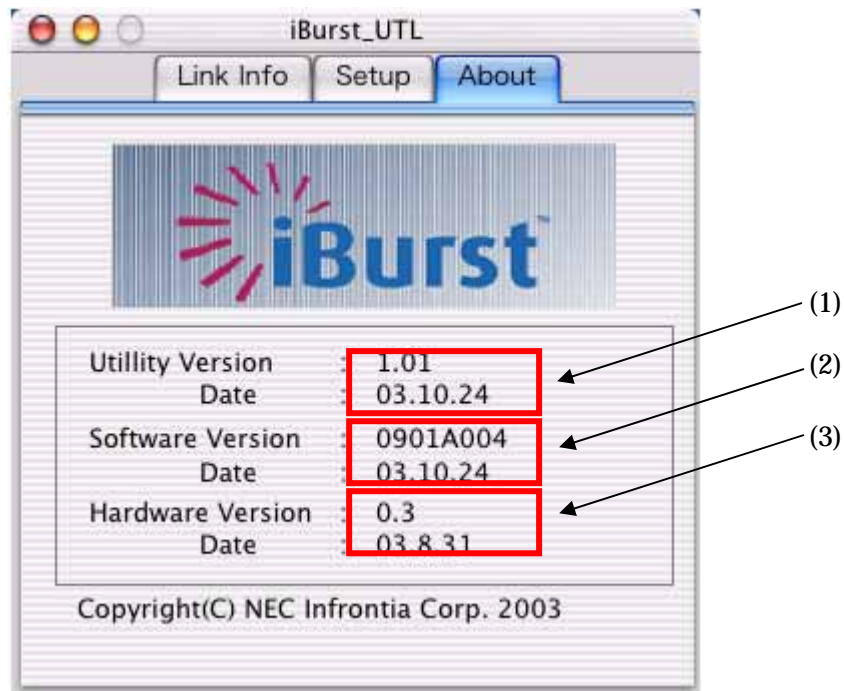 iBurst_UTL
Link Info Setup About
iBurst
Utillity Version : 1.01
Date : 03.10.24
Software Version : 0901A004
Date : 03.10.24
Hardware Version : 0.3
Date : 03.8.31
Copyright(C) NEC Infrontia Corp. 2003
(1)
(2)
(3)